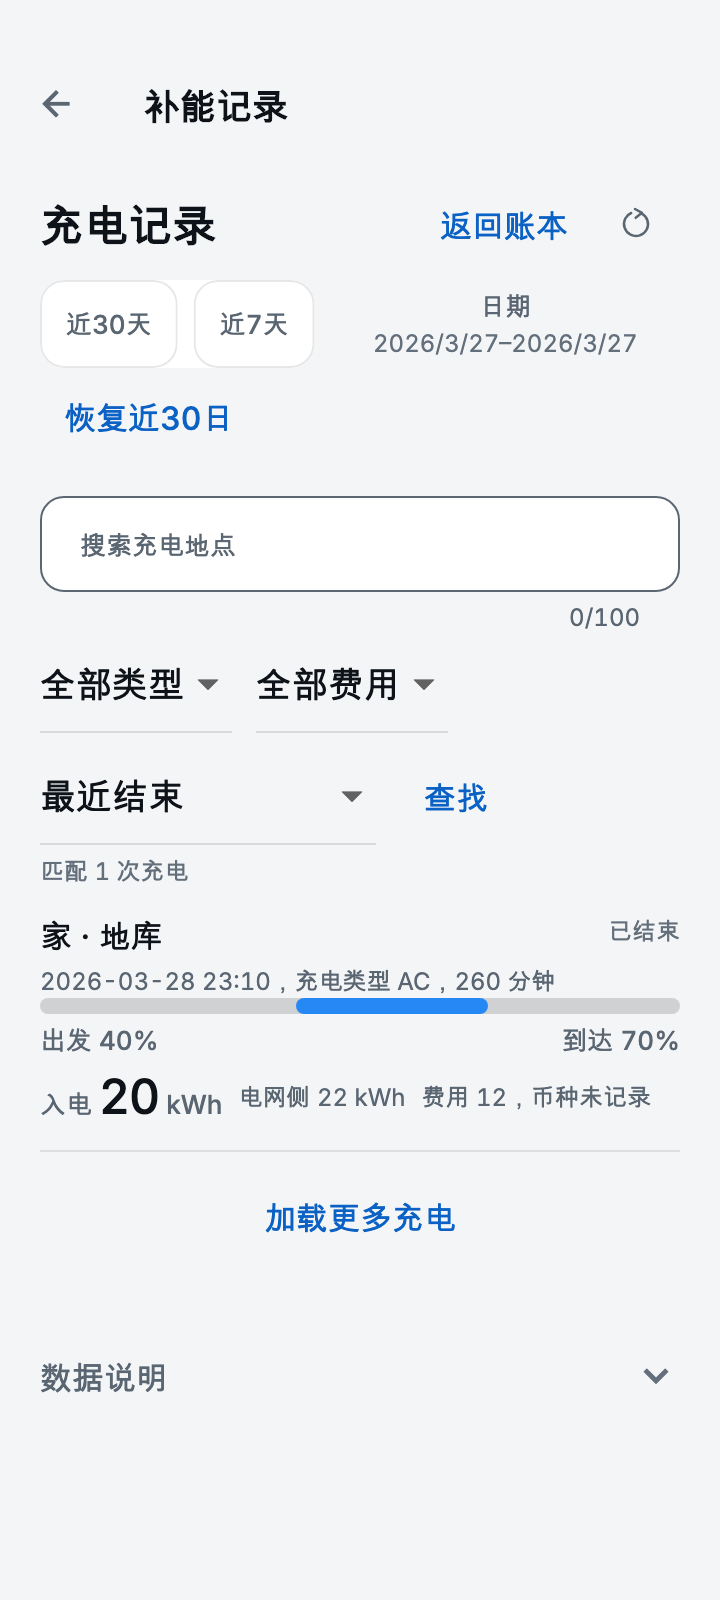 补能记录
充电记录
返回账本
近30天
近7天
日期
2026/3/27–2026/3/27
恢复近30日
搜索充电地点
0/100
全部类型
全部费用
最近结束
查找
匹配 1 次充电
家 · 地库
已结束
2026-03-28 23:10，充电类型 AC，260 分钟
出发 40%
到达 70%
入电 20 kWh 电网侧 22 kWh 费用 12，币种未记录
加载更多充电
数据说明